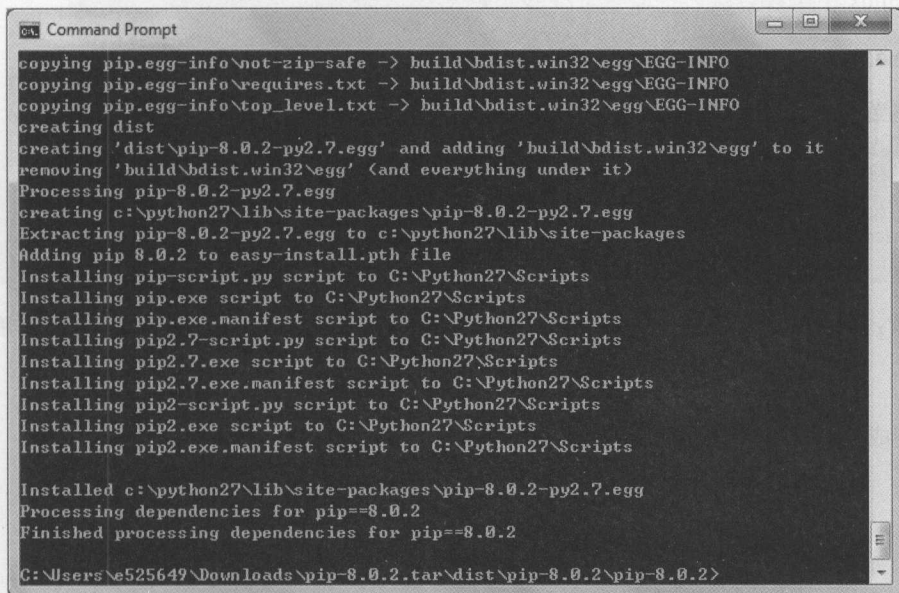 Command Prompt
copying pip.egg-info\not-zip-safe -> build\bdist.win32\egg\EGG-INFO
copying pip.egg-info\requires.txt -> build\bdist.win32\egg\EGG-INFO
copying pip.egg-info\top_level.txt -> build\bdist.win32\egg\EGG-INFO
creating dist
creating 'dist\pip-8.0.2-py2.7.egg' and adding 'build\bdist.win32\egg' to it
removing 'build\bdist.win32\egg' (and everything under it)
Processing pip-8.0.2-py2.7.egg
creating c:\python27\lib\site-packages\pip-8.0.2-py2.7.egg
Extracting pip-8.0.2-py2.7.egg to c:\python27\lib\site-packages
Adding pip 8.0.2 to easy-install.pth file
Installing pip-script.py script to C:\Python27\Scripts
Installing pip.exe script to C:\Python27\Scripts
Installing pip.exe.manifest script to C:\Python27\Scripts
Installing pip2.7-script.py script to C:\Python27\Scripts
Installing pip2.7.exe script to C:\Python27\Scripts
Installing pip2.7.exe.manifest script to C:\Python27\Scripts
Installing pip2-script.py script to C:\Python27\Scripts
Installing pip2.exe script to C:\Python27\Scripts
Installing pip2.exe.manifest script to C:\Python27\Scripts
Installed c:\python27\lib\site-packages\pip-8.0.2-py2.7.egg
Processing dependencies for pip==8.0.2
Finished processing dependencies for pip==8.0.2
C:\Users\e525649\Downloads\pip-8.0.2.tar\dist\pip-8.0.2\pip-8.0.2>